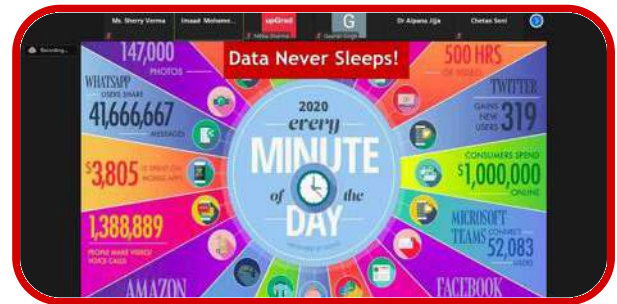 Ms. Sherry Verma
Imaad Mohame...
upGrad
G
Dr Alpana Jija
Chetan Soni
Recording...
Data Never Sleeps!
147,000
PHOTOS
500 HRS
OF VIDEO
WHATSAPP
USERS SHARE
41,666,667
MESSAGES
TWITTER
GAINS
NEW
USERS
319
2020
every
MINUTE
of the
DAY
$3,805
IS SPENT ON
MOBILE APPS
CONSUMERS SPEND
$1,000,000
ONLINE
1,388,889
PEOPLE MAKE VIDEO/
VOICE CALLS
MICROSOFT
TEAMS CONNECTS
52,083
USERS
AMAZON
FACEBOOK